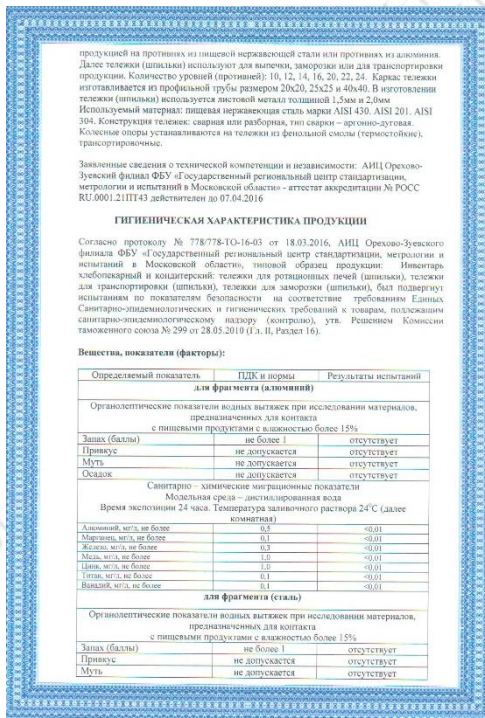 продукцией на противнях из пищевой нержавеющей стали или противнях из алюминия.
Далее тележки (шпильки) используют для выпечки, заморозки или для транспортировки
продукции. Количество уровней (противней): 10, 12, 14, 16, 20, 22, 24. Каркас тележки
изготавливается из профильной трубы размером 20х20, 25х25 и 40х40. В изготовлении
тележки (шпильки) используется листовой металл толщиной 1,5мм и 2,0мм
Используемый материал: пищевая нержавеющая сталь марки AISI 430. AISI 201. AISI
304. Конструкция тележек: сварная или разборная, тип сварки – аргонно-дуговая.
Колесные опоры устанавливаются на тележки из фенольной смолы (термостойкие),
транспортировочные.
Заявленные сведения о технической компетенции и независимости: АИЦ Орехово-
Зуевский филиал ФБУ «Государственный региональный центр стандартизации,
метрологии и испытаний в Московской области» - аттестат аккредитации № РОСС
RU.0001.21ПТ43 действителен до 07.04.2016
ГИГИЕНИЧЕСКАЯ ХАРАКТЕРИСТИКА ПРОДУКЦИИ
Согласно протоколу № 778/778-ТО-16-03 от 18.03.2016, АИЦ Орехово-Зуевского
филиала ФБУ «Государственный региональный центр стандартизации, метрологии и
испытаний в Московской области», типовой образец продукции: Инвентарь
хлебопекарный и кондитерский: тележки для ротационных печей (шпильки), тележки
для транспортировки (шпильки), тележки для заморозки (шпильки), был подвергнут
испытаниям по показателям безопасности на соответствие требованиям Единых
Санитарно-эпидемиологических и гигиенических требований к товарам, подлежащим
санитарно-эпидемиологическому надзору (контролю), утв. Решением Комиссии
таможенного союза № 299 от 28.05.2010 (Гл. II, Раздел 16).
Вещества, показатели (факторы):
Определяемый показатель ПДК и нормы Результаты испытаний
для фрагмента (алюминий)
Органолептические показатели водных вытяжек при исследовании материалов,
предназначенных для контакта
с пищевыми продуктами с влажностью более 15%
Запах (баллы) не более 1 отсутствует
Привкус не допускается отсутствует
Муть не допускается отсутствует
Осадок не допускается отсутствует
Санитарно – химические миграционные показатели
Модельная среда – дистиллированная вода
Время экспозиции 24 часа. Температура заливочного раствора 24°С (далее
комнатная)
Алюминий, мг/л, не более 0,5 <0,01
Марганец, мг/л, не более 0,1 <0,01
Железо, мг/л, не более 0,3 <0,01
Медь, мг/л, не более 1,0 <0,01
Цинк, мг/л, не более 1,0 <0,01
Титан, мг/л, не более 0,1 <0,01
Ванадий, мг/л, не более 0,1 <0,01
для фрагмента (сталь)
Органолептические показатели водных вытяжек при исследовании материалов,
предназначенных для контакта
с пищевыми продуктами с влажностью более 15%
Запах (баллы) не более 1 отсутствует
Привкус не допускается отсутствует
Муть не допускается отсутствует